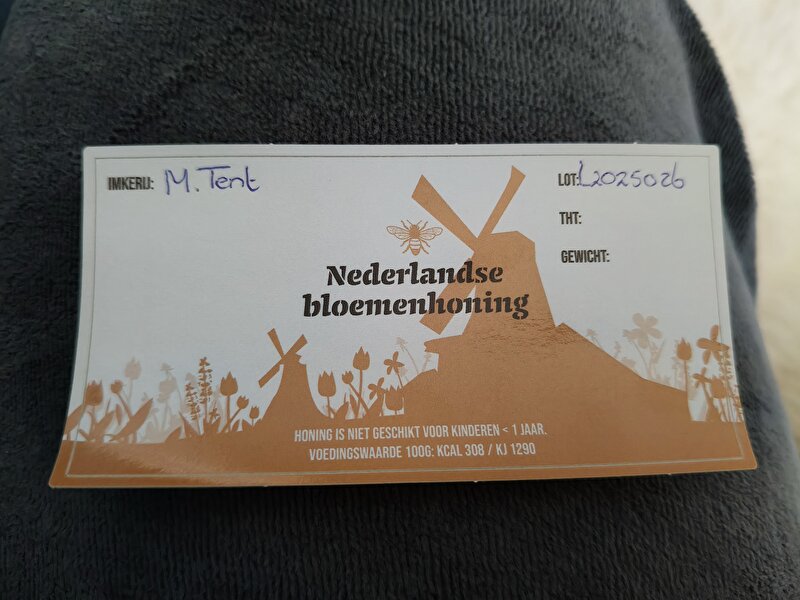 IMKERIJ: M. Tent
LOT: L2025026
THT:
GEWICHT:
Nederlandse
bloemenhoning
HONING IS NIET GESCHIKT VOOR KINDEREN < 1 JAAR.
VOEDINGSWAARDE 100G: KCAL 308 / KJ 1290